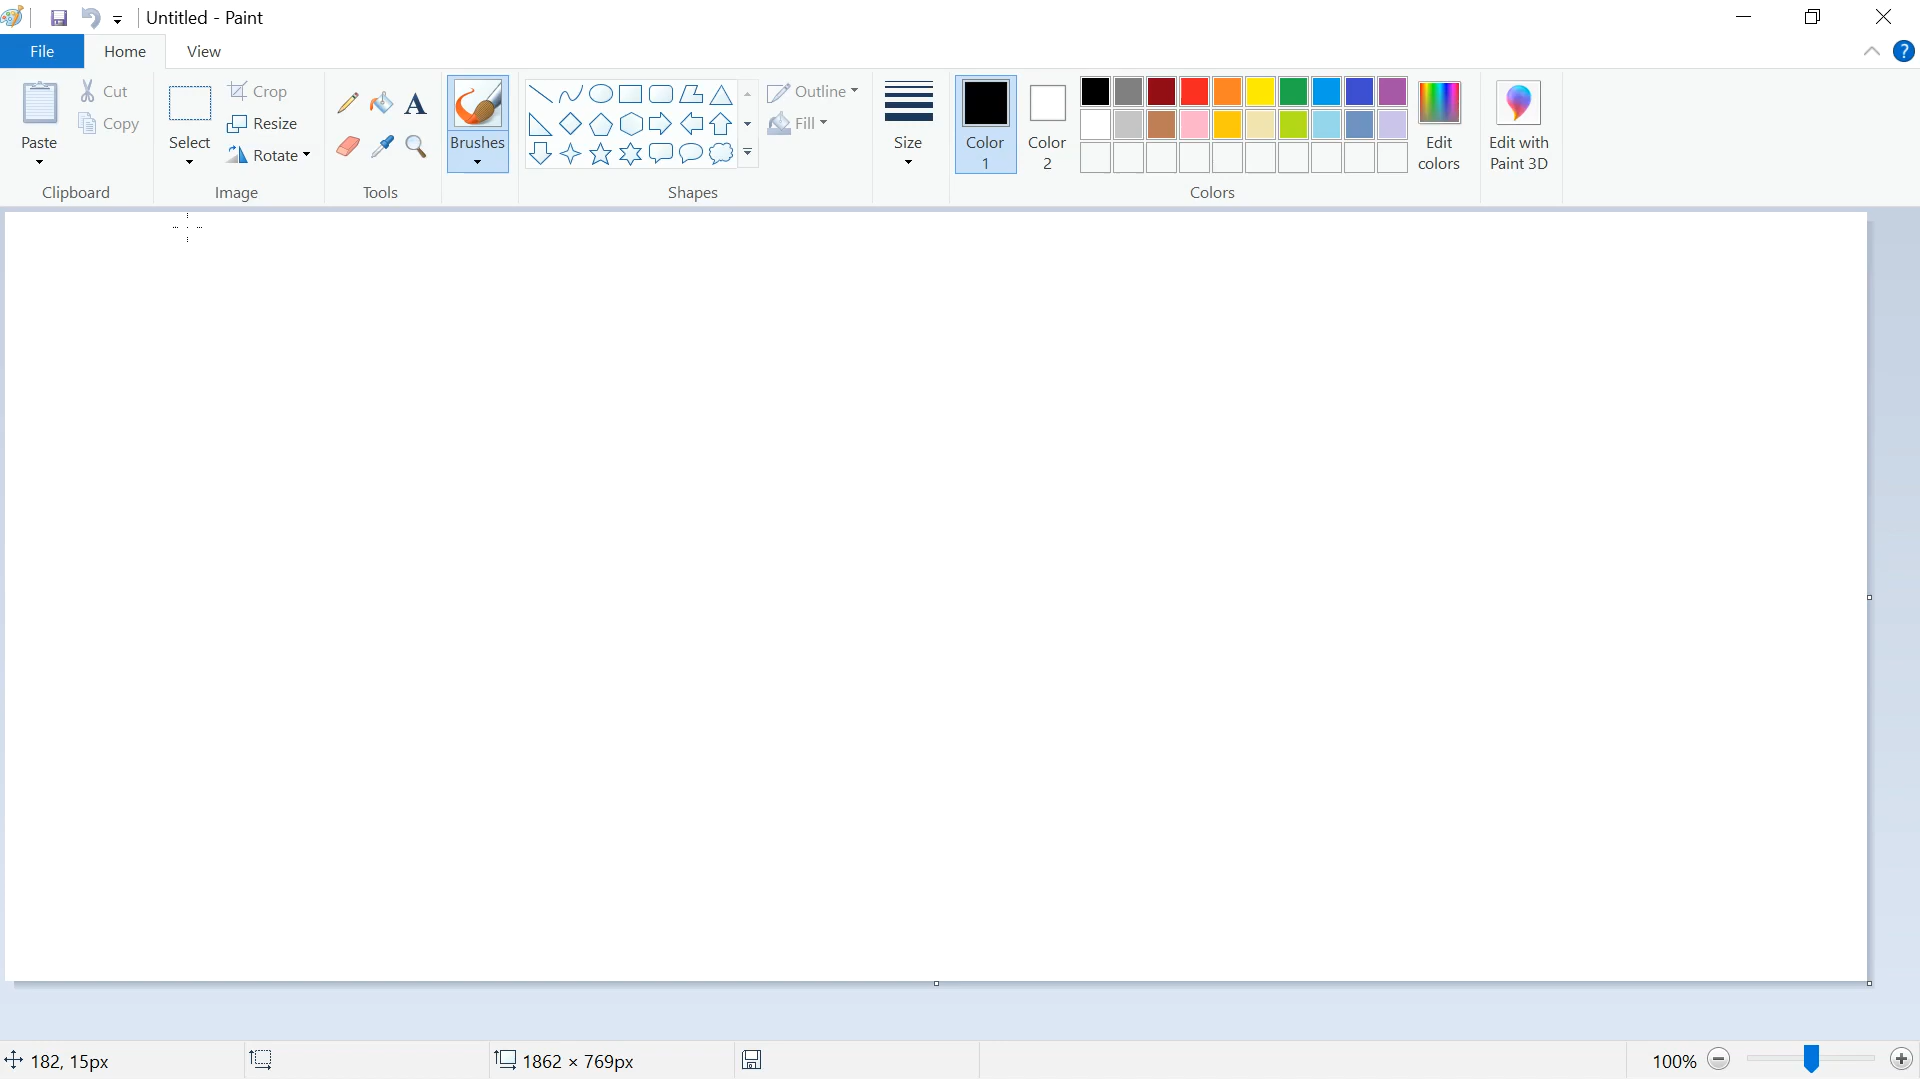 Untitled - Paint
File Home View
Paste
Cut
Copy
Clipboard
Select
Crop
Resize
Rotate
Image
A
Tools
Brushes
Outline
Fill
Shapes
Size
Color 1
Color 2
Colors
Edit colors
Edit with Paint 3D
?
182, 15px
1862 × 769px
100%